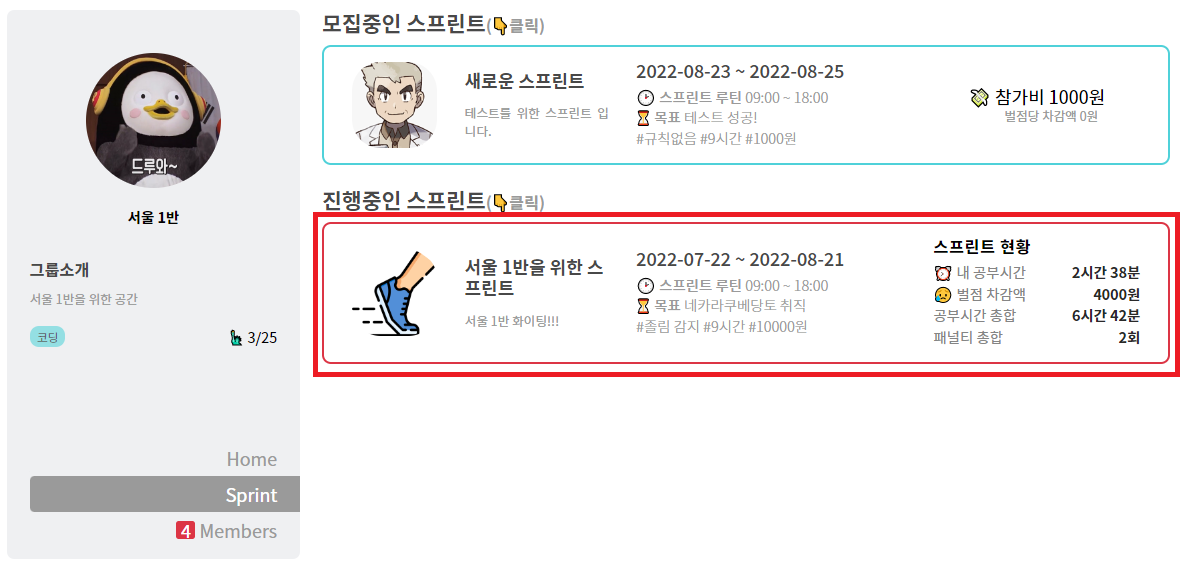 드루와~
서울 1반
그룹소개
서울 1반을 위한 공간
코딩
3/25
Home
Sprint
4 Members
모집중인 스프린트(👇클릭)
새로운 스프린트
테스트를 위한 스프린트 입
니다.
2022-08-23 ~ 2022-08-25
스프린트 루틴 09:00 ~ 18:00
목표 테스트 성공!
#규칙없음 #9시간 #1000원
참가비 1000원
벌점당 차감액 0원
진행중인 스프린트(👇클릭)
서울 1반을 위한 스
프린트
서울 1반 화이팅!!!
2022-07-22 ~ 2022-08-21
스프린트 루틴 09:00 ~ 18:00
목표 네카라쿠배당토 취직
#졸림 감지 #9시간 #10000원
스프린트 현황
내 공부시간 2시간 38분
벌점 차감액 4000원
공부시간 총합 6시간 42분
패널티 총합 2회